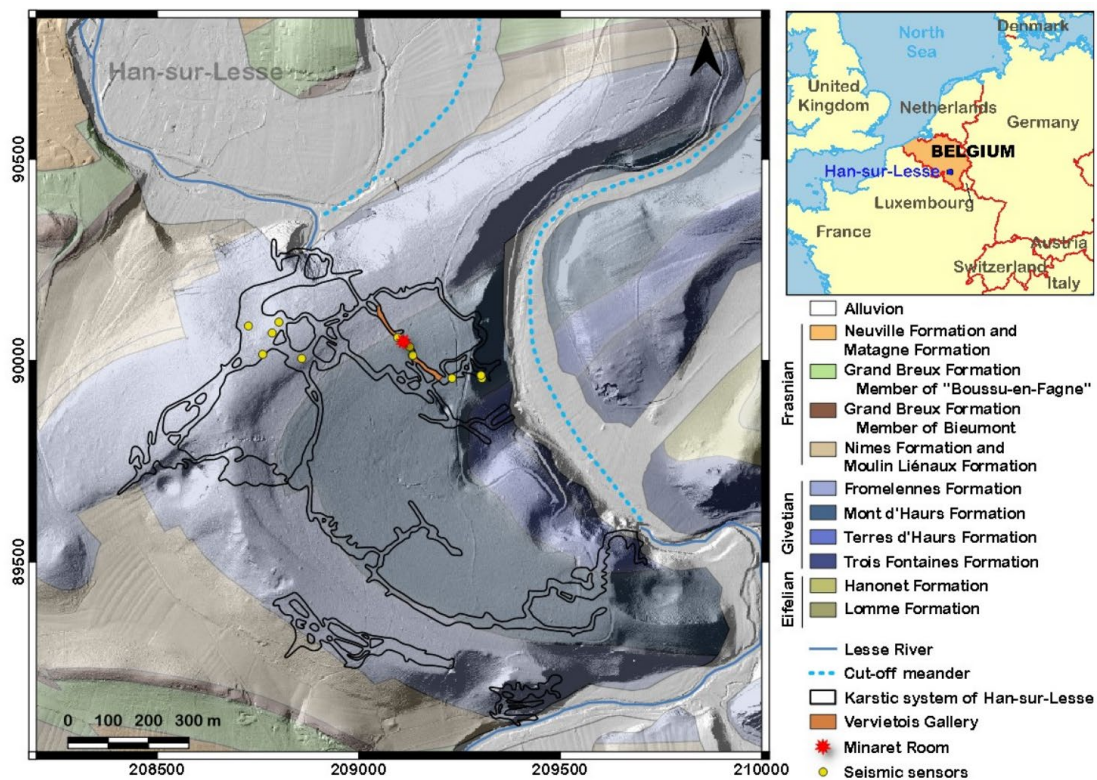 Han-sur-Lesse
N
90500
90000
89500
0 100 200 300 m
208500
209000
209500
210000
North
Sea
Denmark
United
Kingdom
Netherlands
Germany
BELGIUM
Han-sur-Lesse
Luxembourg
France
Austria
Switzerland
Italy
Alluvion
Frasnian
Neuville Formation and
Matagne Formation
Grand Breux Formation
Member of "Boussu-en-Fagne"
Grand Breux Formation
Member of Bieumont
Nimes Formation and
Moulin Liénaux Formation
Givetian
Fromelennes Formation
Mont d'Haurs Formation
Terres d'Haurs Formation
Trois Fontaines Formation
Eifelian
Hanonet Formation
Lomme Formation
Lesse River
Cut-off meander
Karstic system of Han-sur-Lesse
Vervietois Gallery
Minaret Room
Seismic sensors